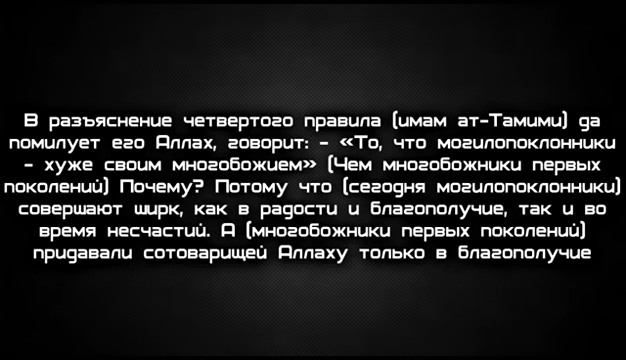 В разъяснение четвертого правила (имам ат-Тамими) да
помилует его Аллах, говорит: - «То, что могилопоклонники
- хуже своим многобожием» (Чем многобожники первых
поколений) Почему? Потому что (сегодня могилопоклонники)
совершают ширк, как в радости и благополучие, так и во
время несчастий. А (многобожники первых поколений)
придавали сотоварищей Аллаху только в благополучие